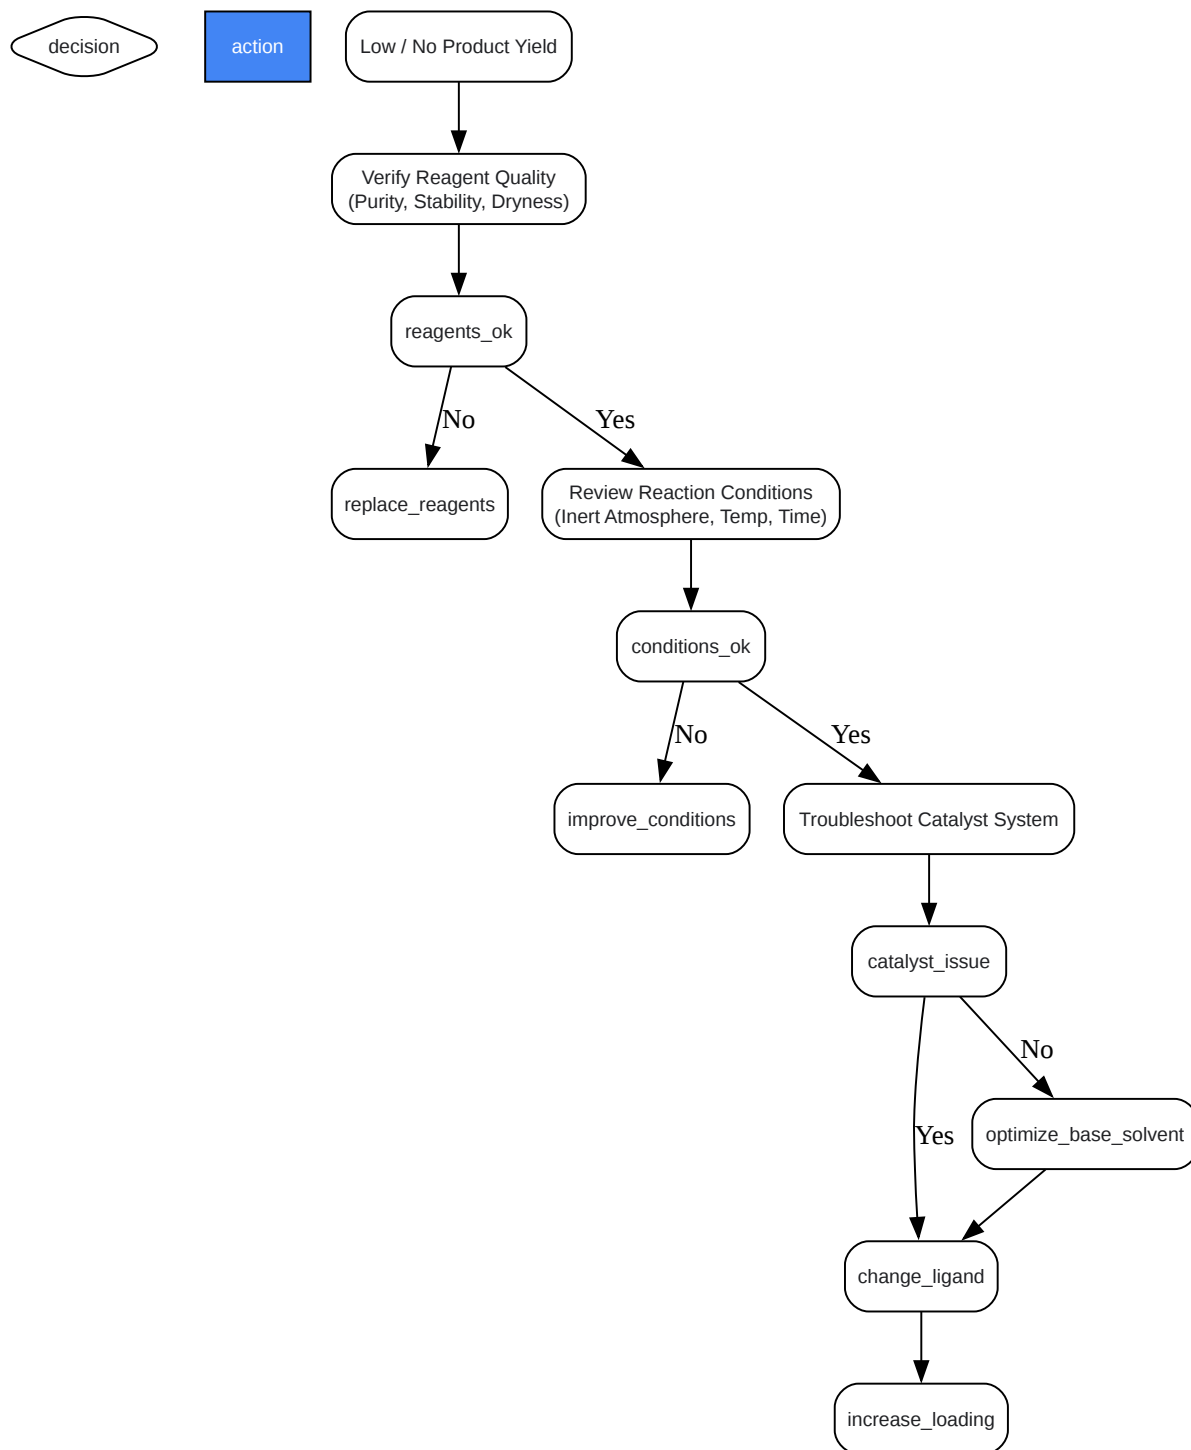 decision
action
Low / No Product Yield
Verify Reagent Quality
(Purity, Stability, Dryness)
reagents_ok
No
Yes
replace_reagents
Review Reaction Conditions
(Inert Atmosphere, Temp, Time)
conditions_ok
No
Yes
improve_conditions
Troubleshoot Catalyst System
catalyst_issue
No
Yes
optimize_base_solvent
change_ligand
increase_loading